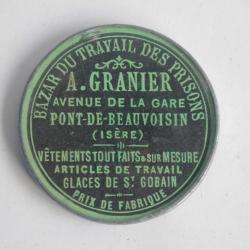 BAZAR DU TRAVAIL DES PRISONS
A. GRANIER
AVENUE DE LA GARE
PONT-DE-BEAUVOISIN
(ISÈRE)
VÊTEMENTS TOUT FAITS & SUR MESURE
ARTICLES DE TRAVAIL
GLACES DE ST GOBAIN
PRIX DE FABRIQUE